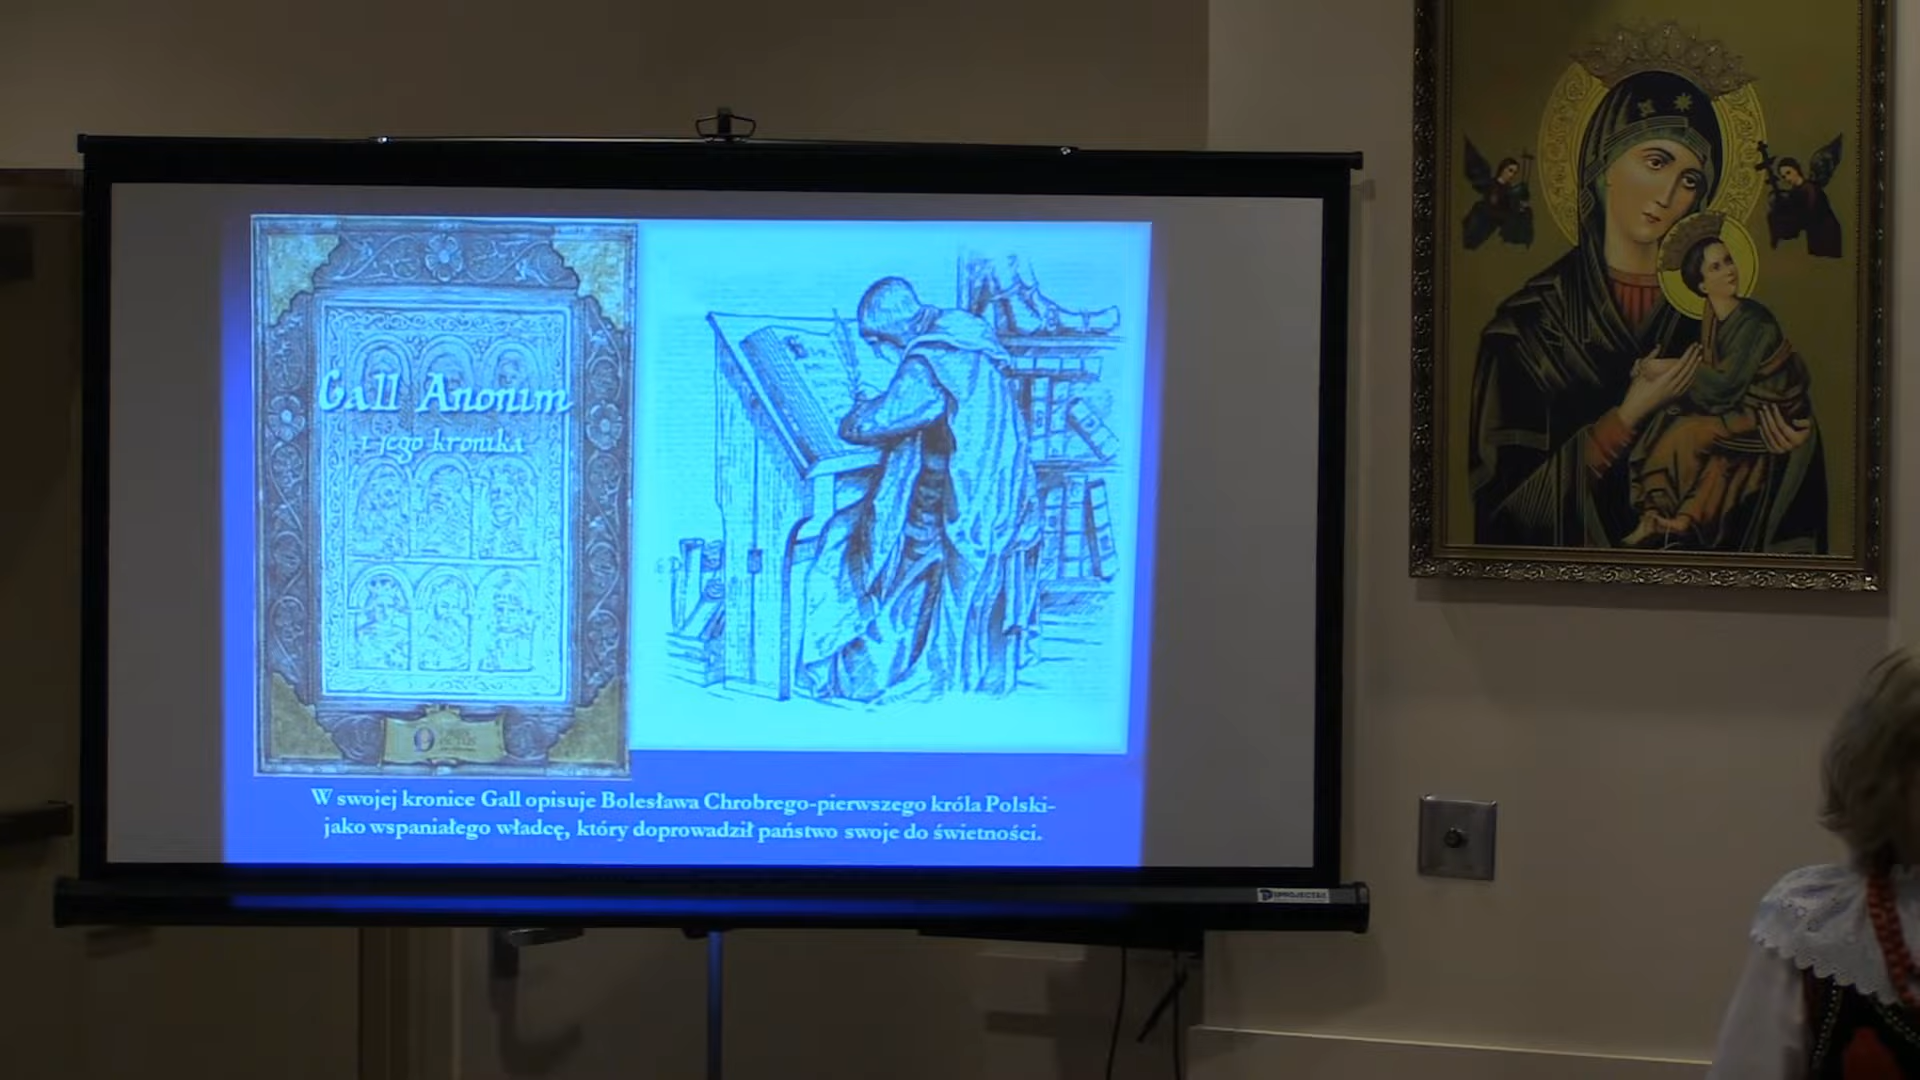 Gall Anonim
i jego kronika
W swojej kronice Gall opisuje Bolesława Chrobrego-pierwszego króla Polski-
jako wspaniałego władcę, który doprowadził państwo swoje do świetności.